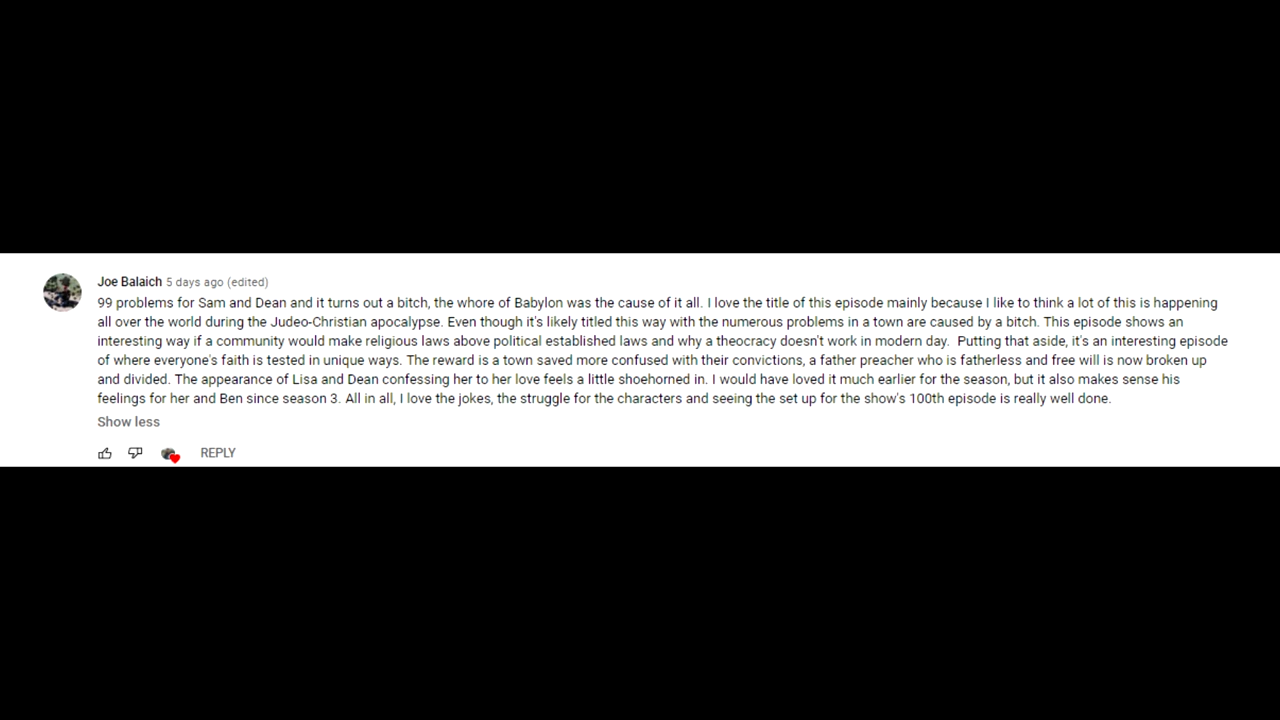 Joe Balaich 5 days ago (edited)
99 problems for Sam and Dean and it turns out a bitch, the whore of Babylon was the cause of it all. I love the title of this episode mainly because I like to think a lot of this is happening
all over the world during the Judeo-Christian apocalypse. Even though it's likely titled this way with the numerous problems in a town are caused by a bitch. This episode shows an
interesting way if a community would make religious laws above political established laws and why a theocracy doesn't work in modern day.  Putting that aside, it's an interesting episode
of where everyone's faith is tested in unique ways. The reward is a town saved more confused with their convictions, a father preacher who is fatherless and free will is now broken up
and divided. The appearance of Lisa and Dean confessing her to her love feels a little shoehorned in. I would have loved it much earlier for the season, but it also makes sense his
feelings for her and Ben since season 3. All in all, I love the jokes, the struggle for the characters and seeing the set up for the show's 100th episode is really well done.
Show less
REPLY